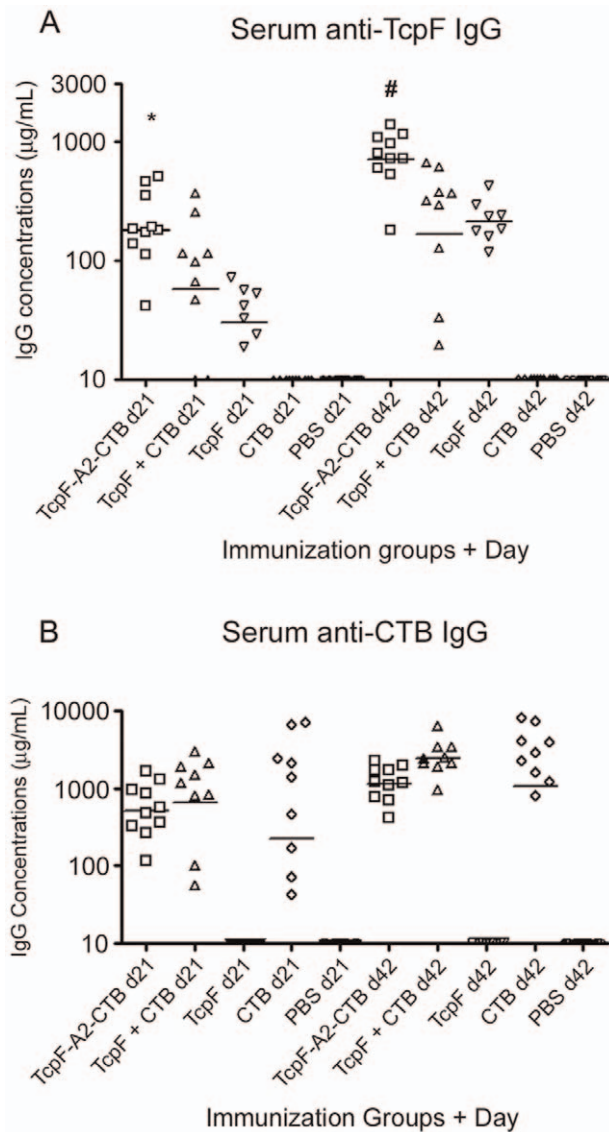 A
Serum anti-TcpF IgG
IgG concentrations (µg/mL)
3000
1000
100
10
*
#
TcpF-A2-CTB d21
TcpF + CTB d21
TcpF d21
CTB d21
PBS d21
TcpF-A2-CTB d42
TcpF + CTB d42
TcpF d42
CTB d42
PBS d42
Immunization groups + Day
B
Serum anti-CTB IgG
IgG Concentrations (µg/mL)
10000
1000
100
10
TcpF-A2-CTB d21
TcpF + CTB d21
TcpF d21
CTB d21
PBS d21
TcpF-A2-CTB d42
TcpF + CTB d42
TcpF d42
CTB d42
PBS d42
Immunization Groups + Day